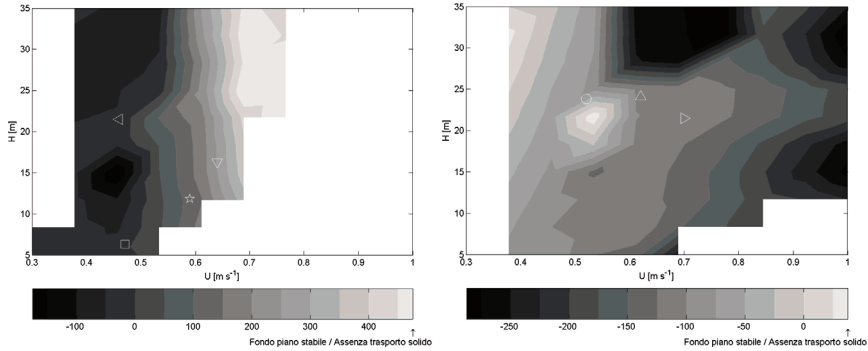 35
30
25
20
15
10
5
H [m]
0.3 0.4 0.5 0.6 0.7 0.8 0.9 1
U [m s⁻¹]
-100 0 100 200 300 400
↑
Fondo piano stabile / Assenza trasporto solido
35
30
25
20
15
10
5
H [m]
0.3 0.4 0.5 0.6 0.7 0.8 0.9 1
U [m s⁻¹]
-250 -200 -150 -100 -50 0
↑
Fondo piano stabile / Assenza trasporto solido